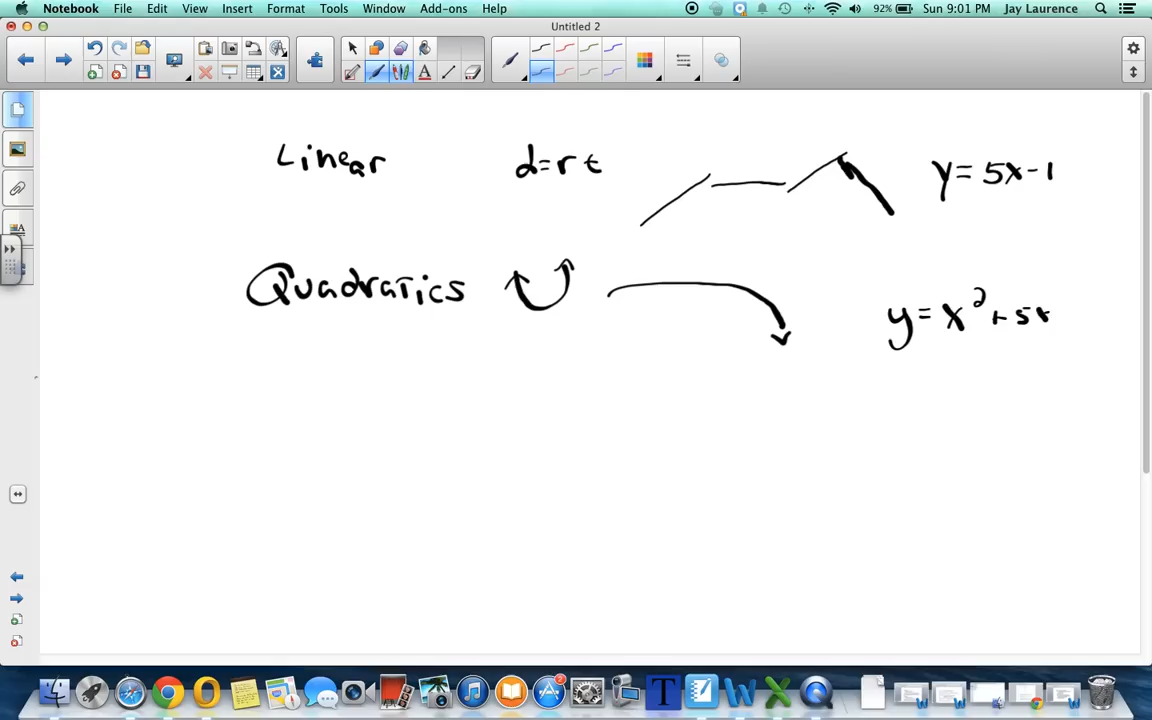 Notebook File Edit View Insert Format Tools Window Add-ons Help 92% Sun 9:01 PM Jay Laurence
Untitled 2
Linear d=rt y=5x-1
Quadratics y=x²+5x